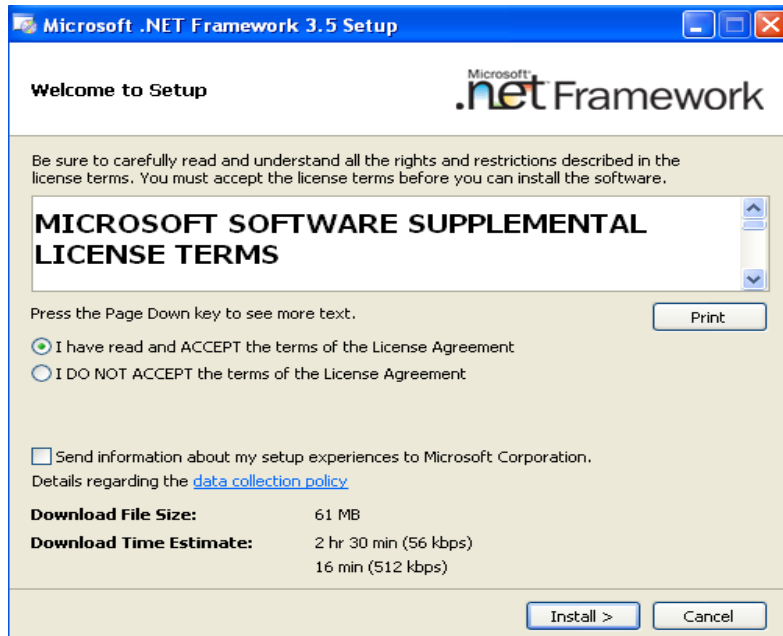 Microsoft .NET Framework 3.5 Setup
Welcome to Setup
Microsoft
.net Framework
Be sure to carefully read and understand all the rights and restrictions described in the
license terms. You must accept the license terms before you can install the software.
MICROSOFT SOFTWARE SUPPLEMENTAL
LICENSE TERMS
Press the Page Down key to see more text.
Print
I have read and ACCEPT the terms of the License Agreement
I DO NOT ACCEPT the terms of the License Agreement
Send information about my setup experiences to Microsoft Corporation.
Details regarding the data collection policy
Download File Size: 61 MB
Download Time Estimate: 2 hr 30 min (56 kbps)
16 min (512 kbps)
Install > Cancel